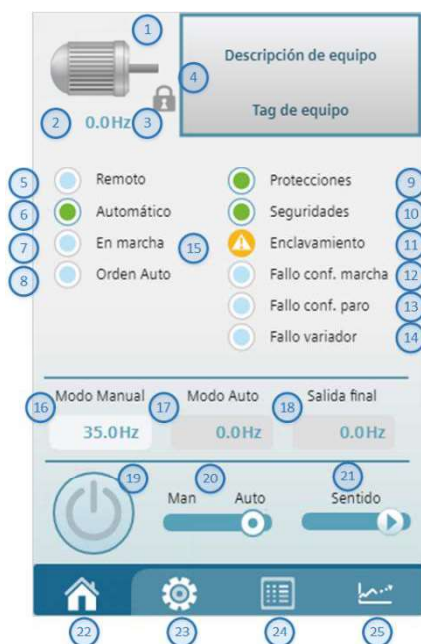 1
Descripción de equipo
4
Tag de equipo
2 0.0Hz 3
5 Remoto Protecciones 9
6 Automático Seguridades 10
7 En marcha 15 Enclavamiento 11
8 Orden Auto Fallo conf. marcha 12
Fallo conf. paro 13
Fallo variador 14
Modo Manual Modo Auto Salida final
16 17 18
35.0Hz 0.0Hz 0.0Hz
19 20 21
Man Auto Sentido
22 23 24 25